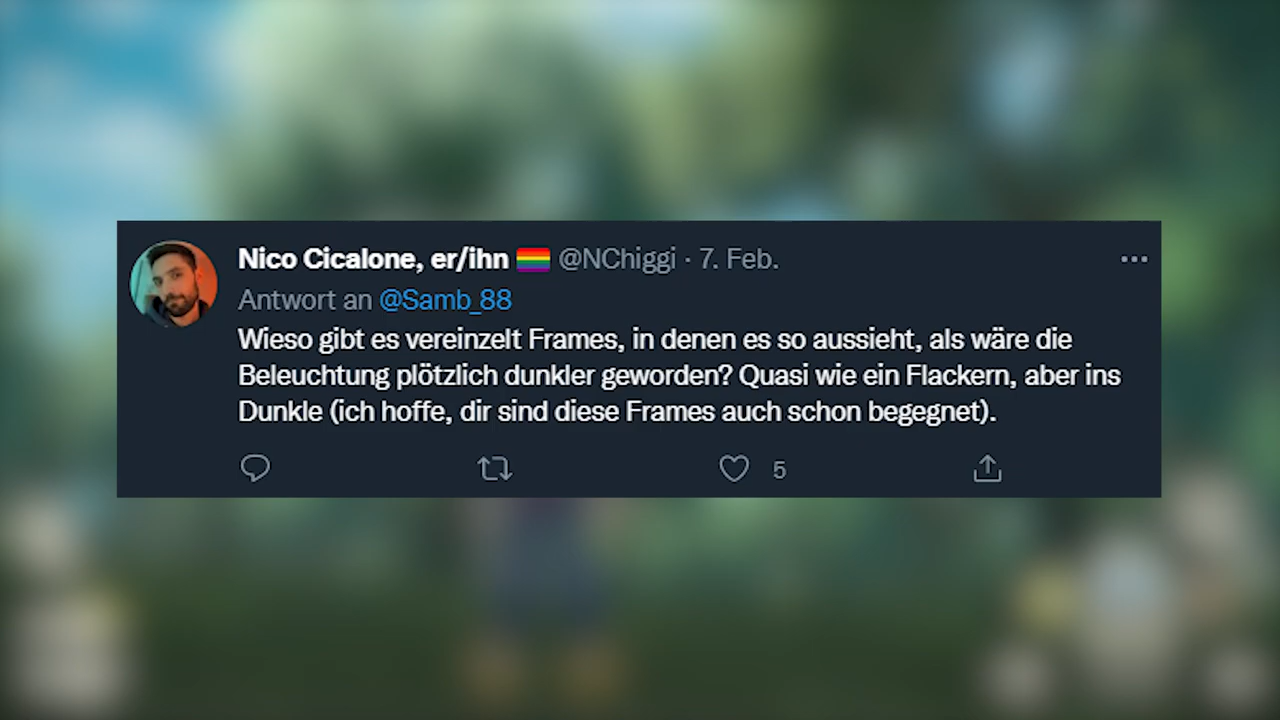 Nico Cicalone, er/ihn 🏳️‍🌈 @NChiggi · 7. Feb.
Antwort an @Samb_88
Wieso gibt es vereinzelt Frames, in denen es so aussieht, als wäre die
Beleuchtung plötzlich dunkler geworden? Quasi wie ein Flackern, aber ins
Dunkle (ich hoffe, dir sind diese Frames auch schon begegnet).
5